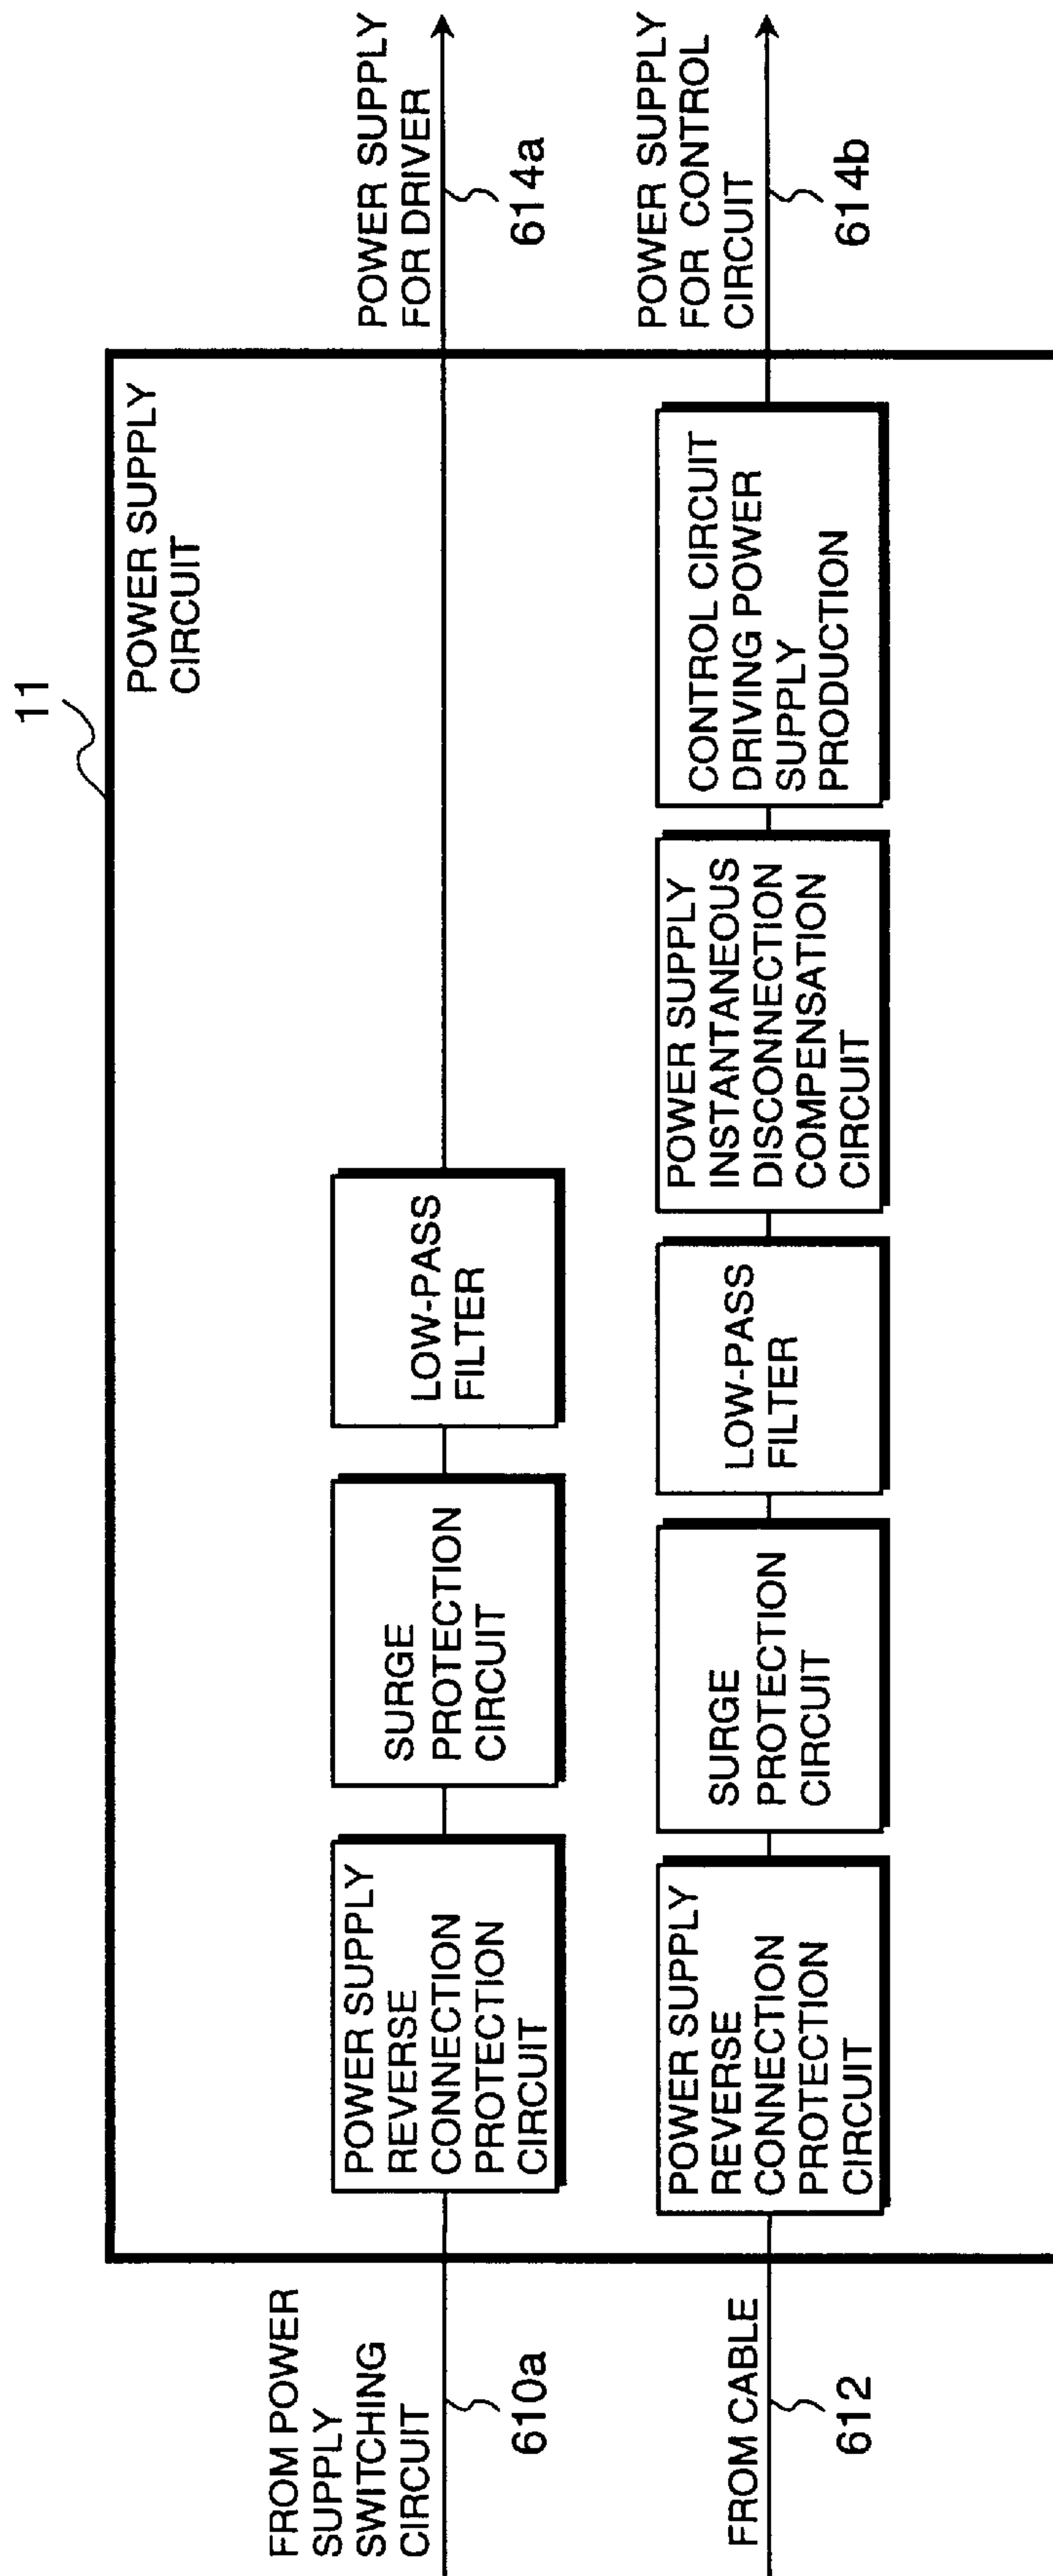 11
POWER SUPPLY
CIRCUIT
FROM POWER
SUPPLY
SWITCHING
CIRCUIT
610a
POWER SUPPLY
REVERSE
CONNECTION
PROTECTION
CIRCUIT
SURGE
PROTECTION
CIRCUIT
LOW-PASS
FILTER
POWER SUPPLY
FOR DRIVER
614a
FROM CABLE
612
POWER SUPPLY
REVERSE
CONNECTION
PROTECTION
CIRCUIT
SURGE
PROTECTION
CIRCUIT
LOW-PASS
FILTER
POWER SUPPLY
INSTANTANEOUS
DISCONNECTION
COMPENSATION
CIRCUIT
CONTROL CIRCUIT
DRIVING POWER
SUPPLY
PRODUCTION
POWER SUPPLY
FOR CONTROL
CIRCUIT
614b